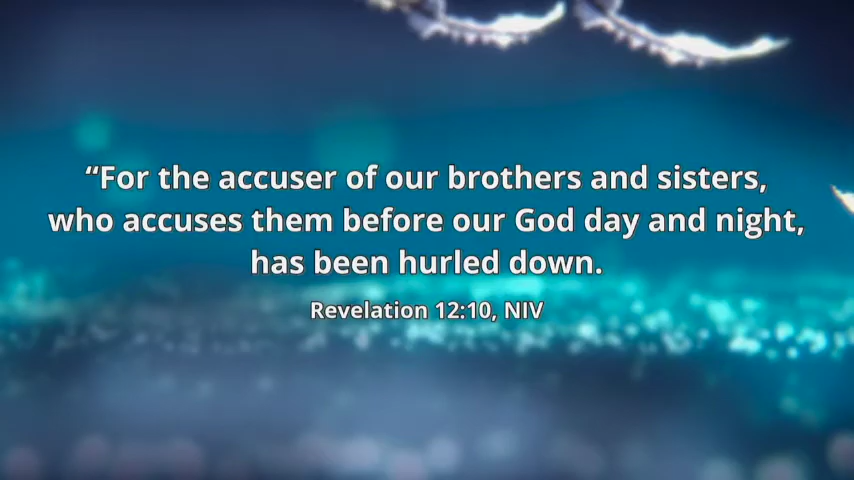 “For the accuser of our brothers and sisters,
who accuses them before our God day and night,
has been hurled down.
Revelation 12:10, NIV